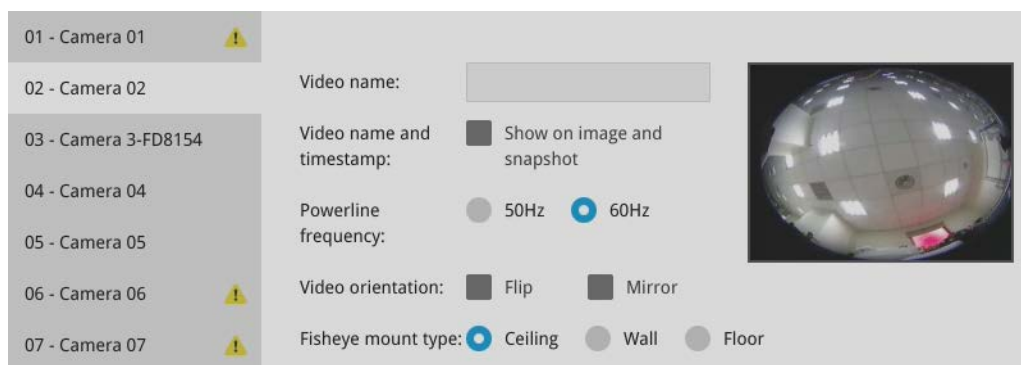 01 - Camera 01
02 - Camera 02
03 - Camera 3-FD8154
04 - Camera 04
05 - Camera 05
06 - Camera 06
07 - Camera 07
Video name:
Video name and timestamp:
Show on image and snapshot
Powerline frequency:
50Hz
60Hz
Video orientation:
Flip
Mirror
Fisheye mount type:
Ceiling
Wall
Floor